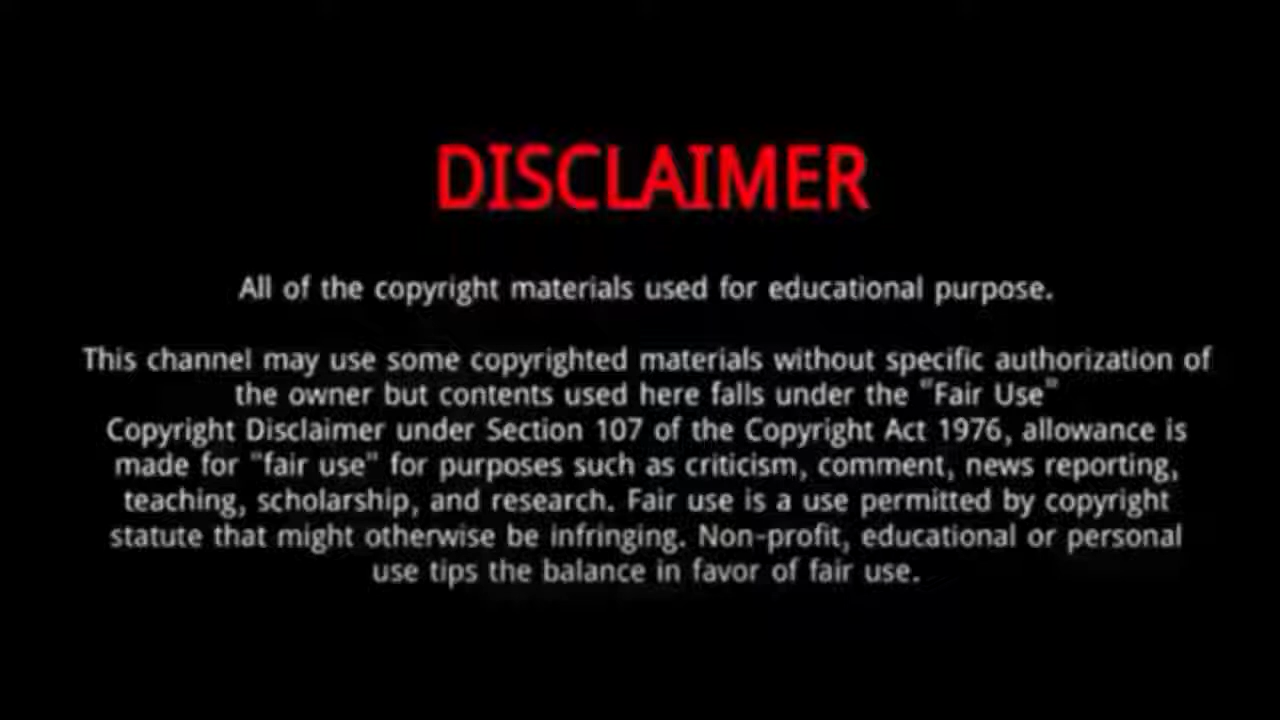 DISCLAIMER
All of the copyright materials used for educational purpose.
This channel may use some copyrighted materials without specific authorization of
the owner but contents used here falls under the "Fair Use"
Copyright Disclaimer under Section 107 of the Copyright Act 1976, allowance is
made for "fair use" for purposes such as criticism, comment, news reporting,
teaching, scholarship, and research. Fair use is a use permitted by copyright
statute that might otherwise be infringing. Non-profit, educational or personal
use tips the balance in favor of fair use.